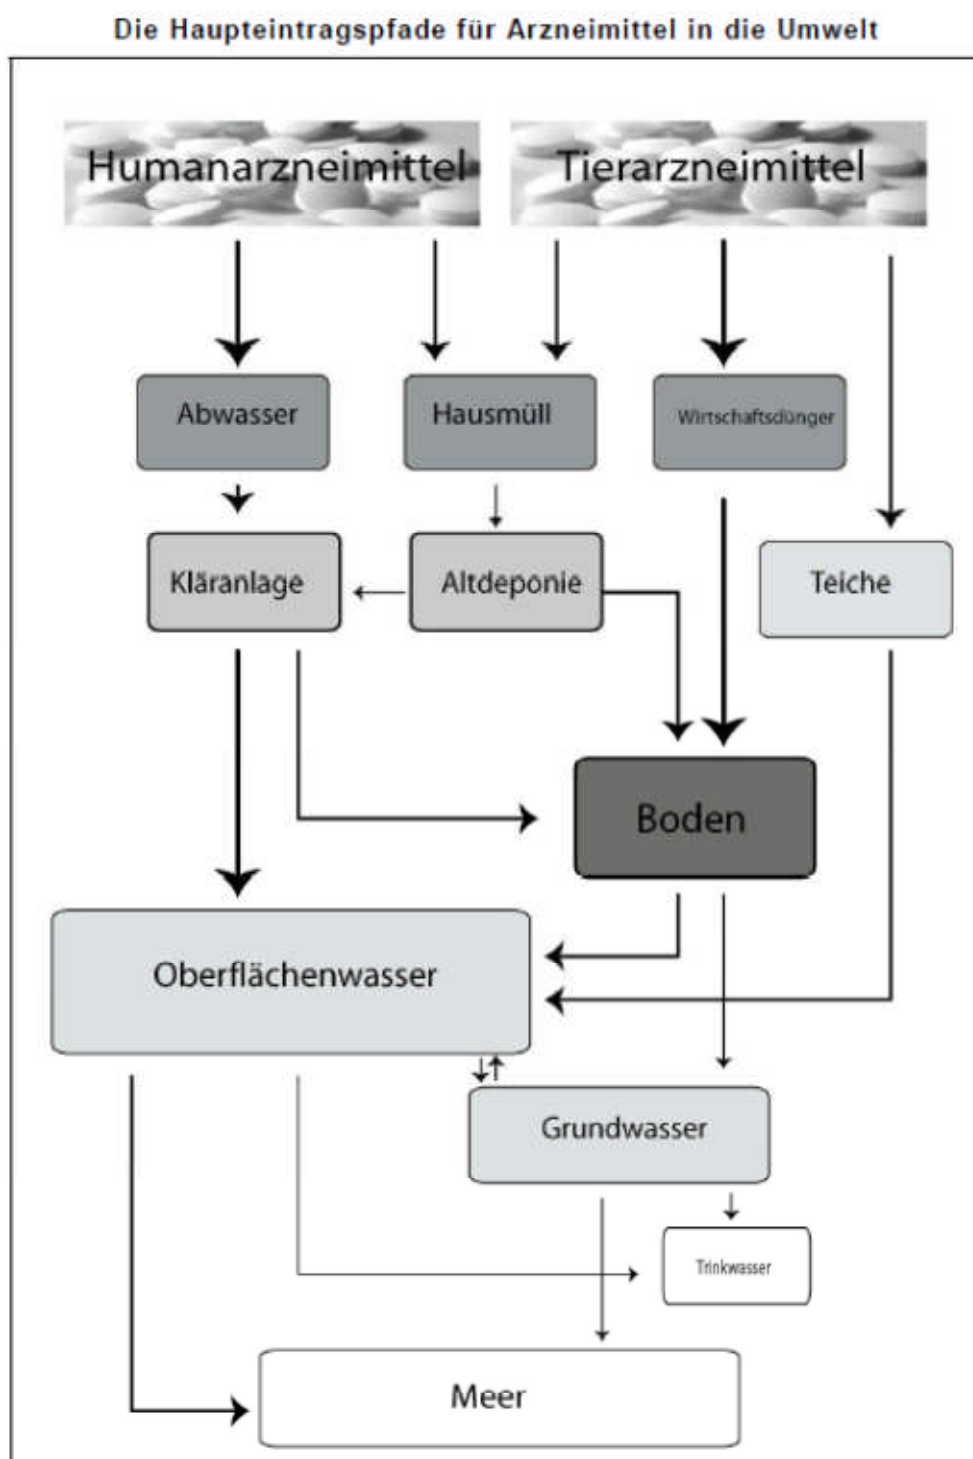 Die Haupteintragspfade für Arzneimittel in die Umwelt
Humanarzneimittel
Tierarzneimittel
Abwasser
Hausmüll
Wirtschaftsdünger
Kläranlage
Altdeponie
Teiche
Boden
Oberflächenwasser
Grundwasser
Trinkwasser
Meer